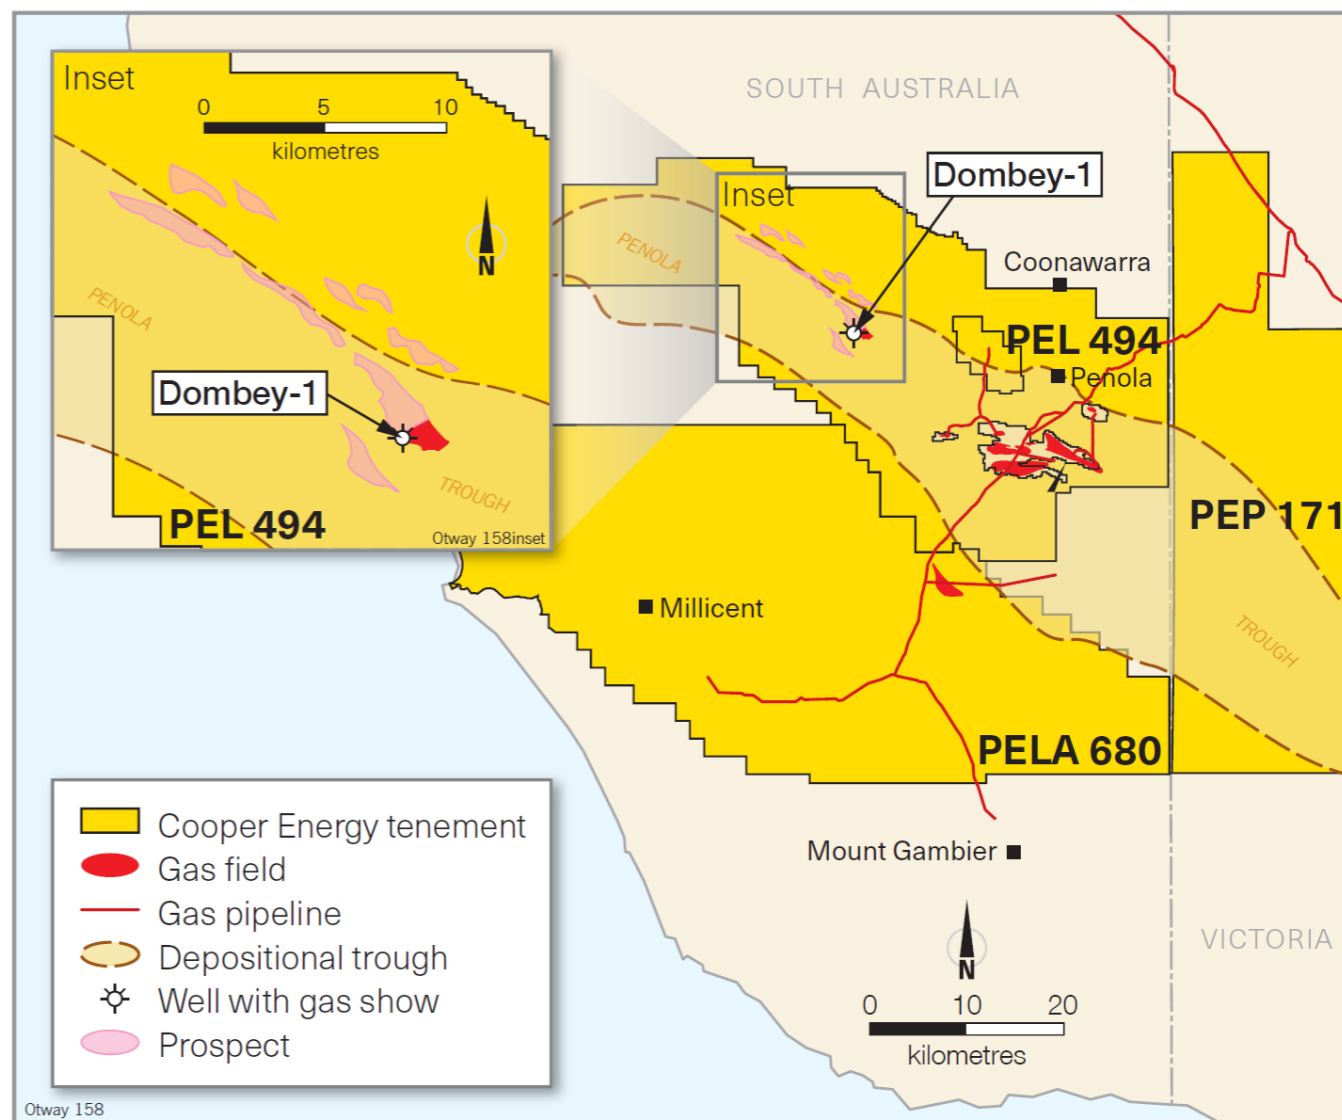 Inset
0 5 10
kilometres
N
PENOLA
Dombey-1
TROUGH
PEL 494
Otway 158inset
SOUTH AUSTRALIA
Dombey-1
Inset
PENOLA
Coonawarra
PEL 494
Penola
PEP 171
Millicent
TROUGH
PELA 680
Mount Gambier
VICTORIA
N
0 10 20
kilometres
Cooper Energy tenement
Gas field
Gas pipeline
Depositional trough
Well with gas show
Prospect
Otway 158